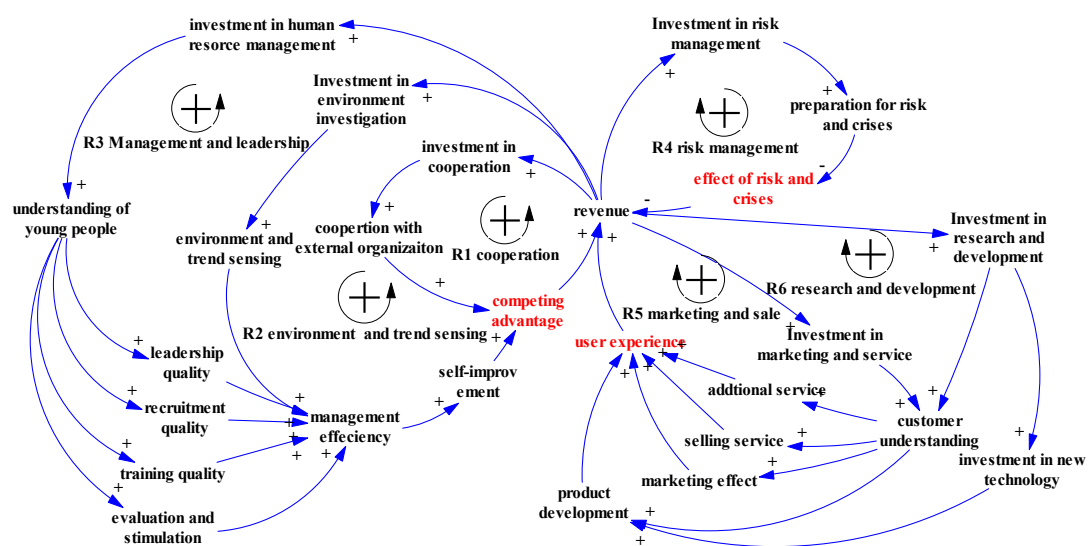 investment in human
resorce management
Investment in risk
management
Investment in
environment
investigation
preparation for risk
and crises
R3 Management and leadership
R4 risk management
investment in
cooperation
effect of risk and
crises
understanding of
young people
environment and
trend sensing
coopertion with
external organizaiton
R1 cooperation
revenue
Investment in
research and
development
R6 research and development
R2 environment and trend sensing
competing
advantage
R5 marketing and sale
Investment in
marketing and service
user experience
leadership
quality
self-improv
ement
addtional service
recruitment
quality
management
effeciency
selling service
customer
understanding
training quality
marketing effect
investment in new
technology
product
development
evaluation and
stimulation